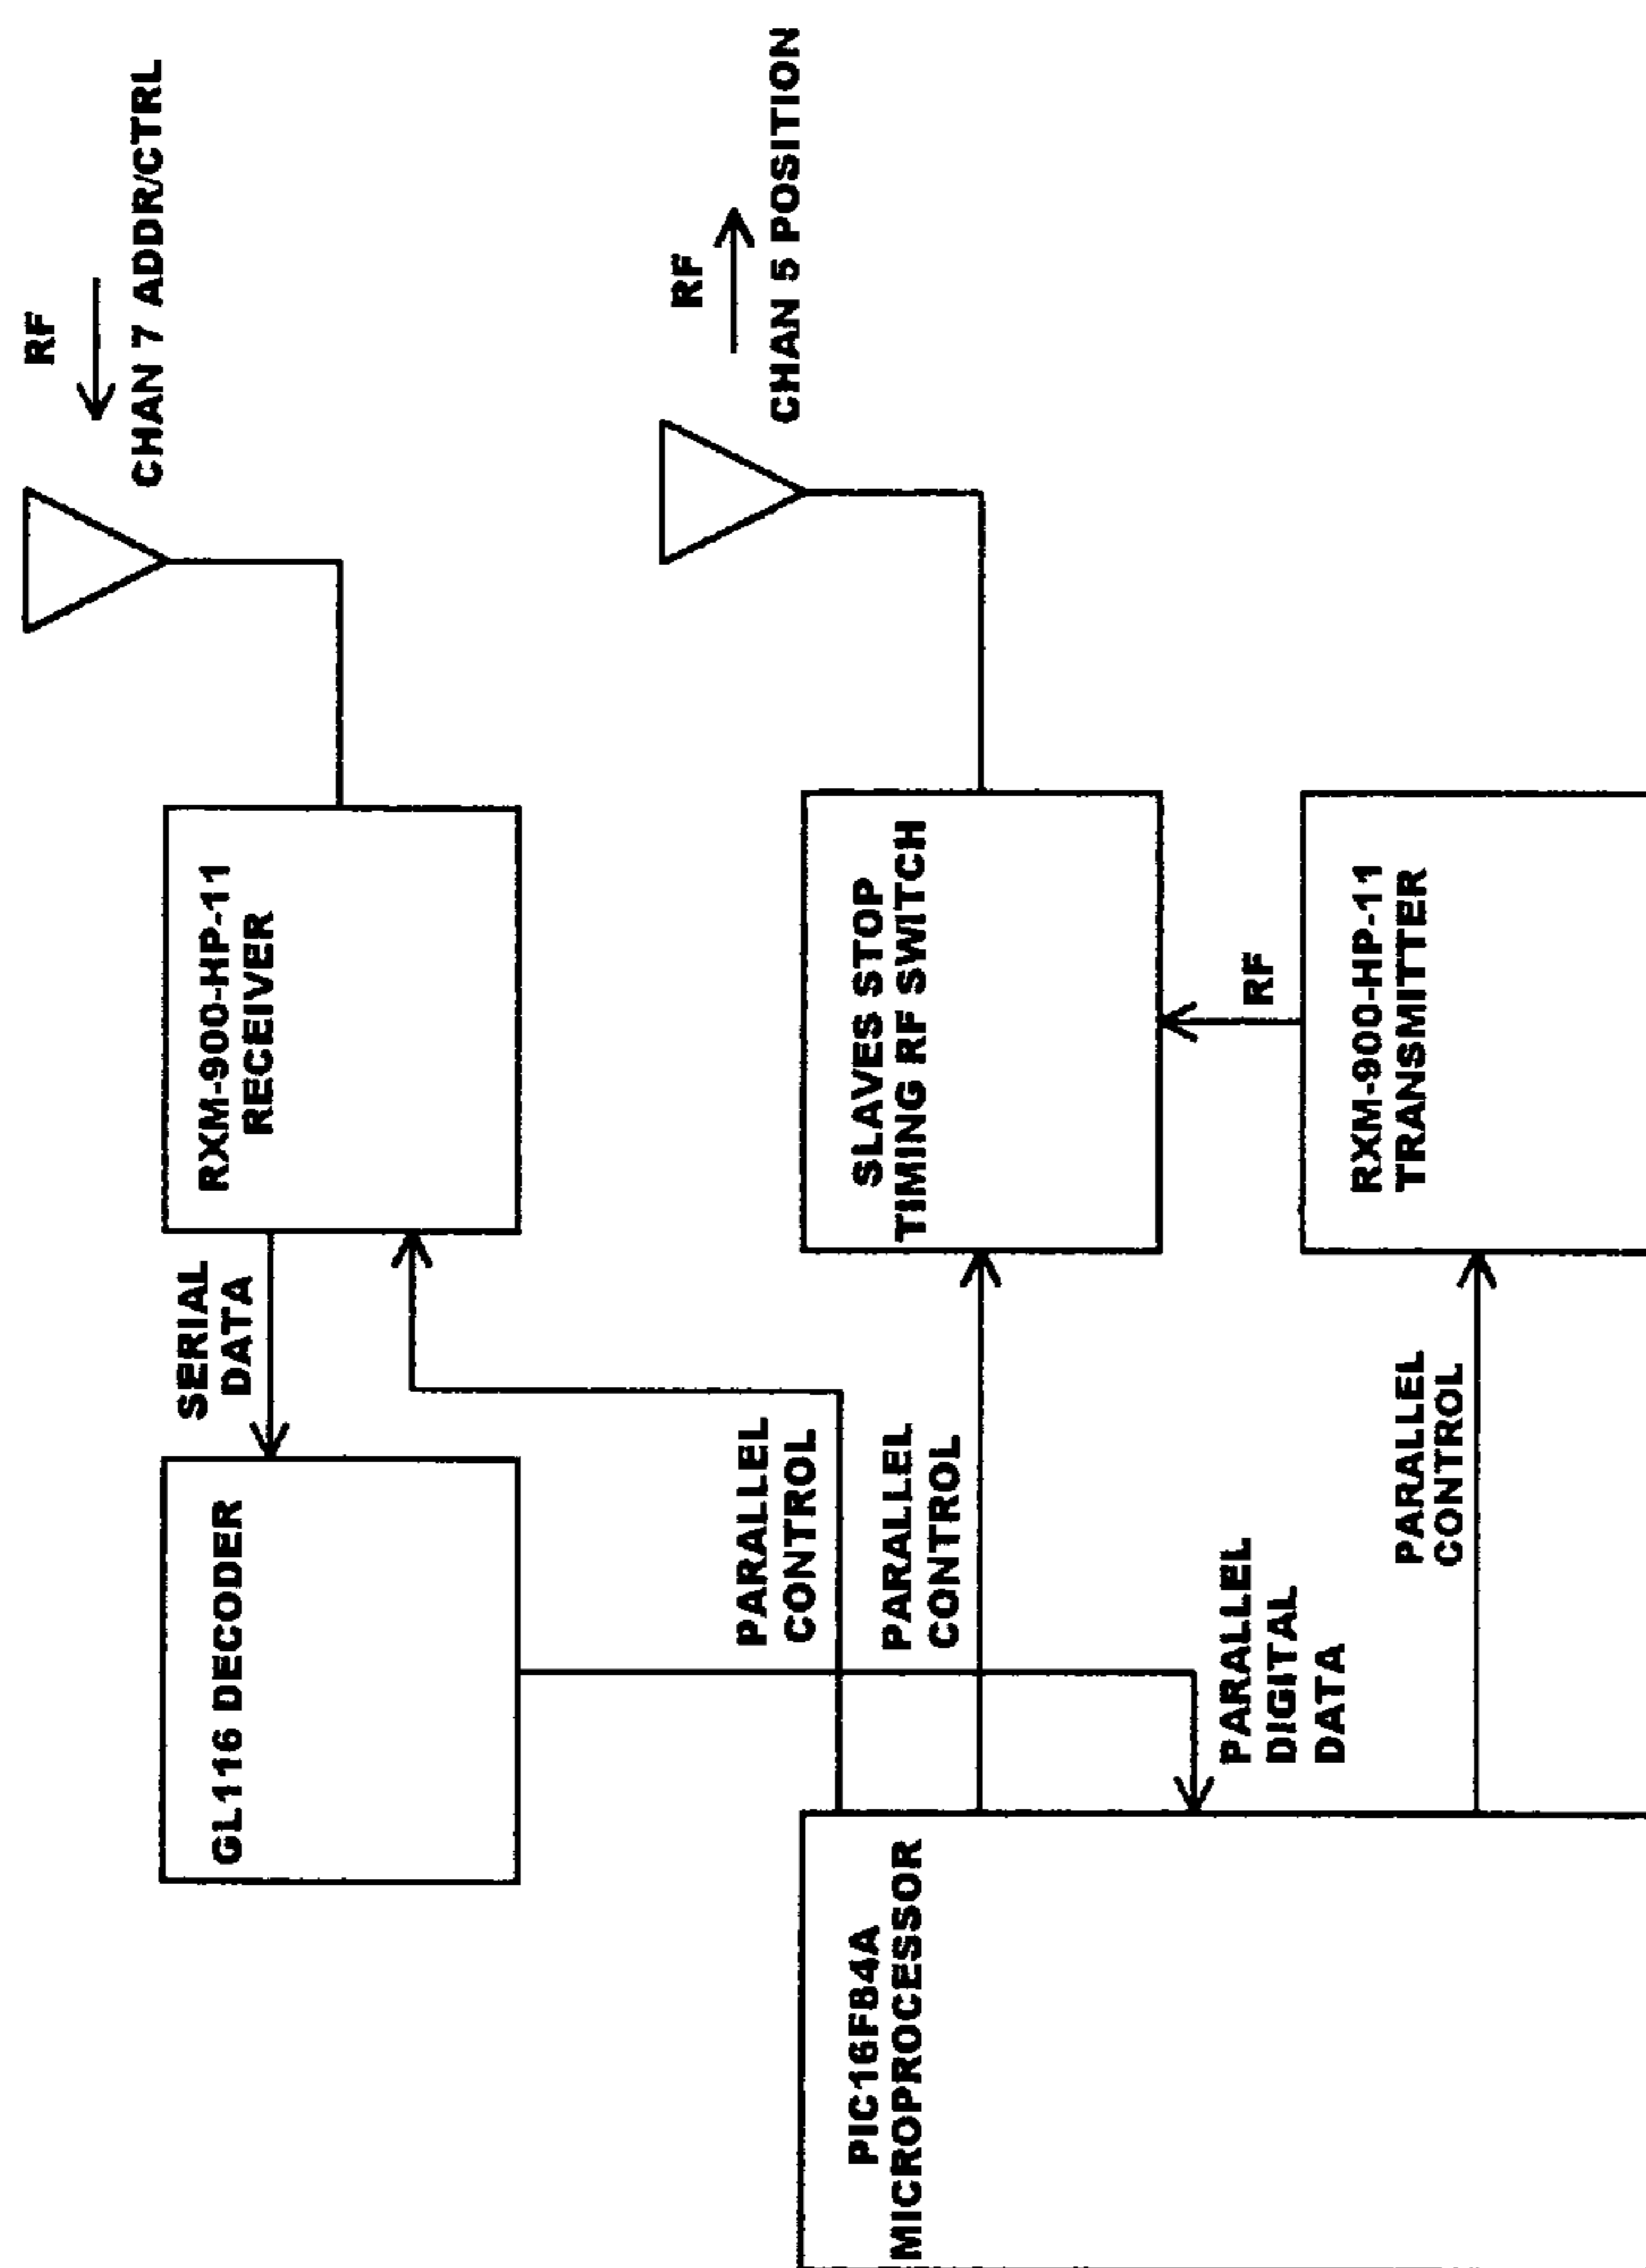 RF
CHAN 7 ADDR/CTRL
RXM-900-HP-11
RECEIVER
SERIAL
DATA
GL116 DECODER
RF
CHAN 5 POSITION
SLAVES STOP
TIMING RF SWITCH
PARALLEL
CONTROL
PARALLEL
CONTROL
PIC16F84A
MICROPROCESSOR
PARALLEL
DIGITAL
DATA
RF
RXM-900-HP-11
TRANSMITTER
PARALLEL
CONTROL